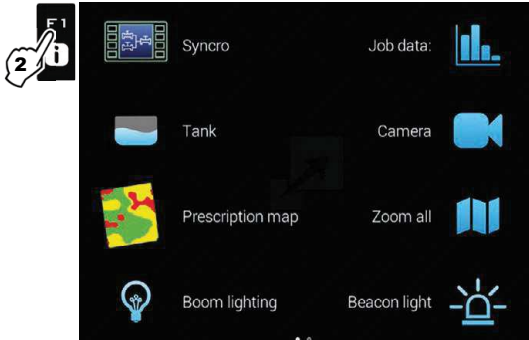 F1
i
2
Syncro
Job data:
Tank
Camera
Prescription map
Zoom all
Boom lighting
Beacon light